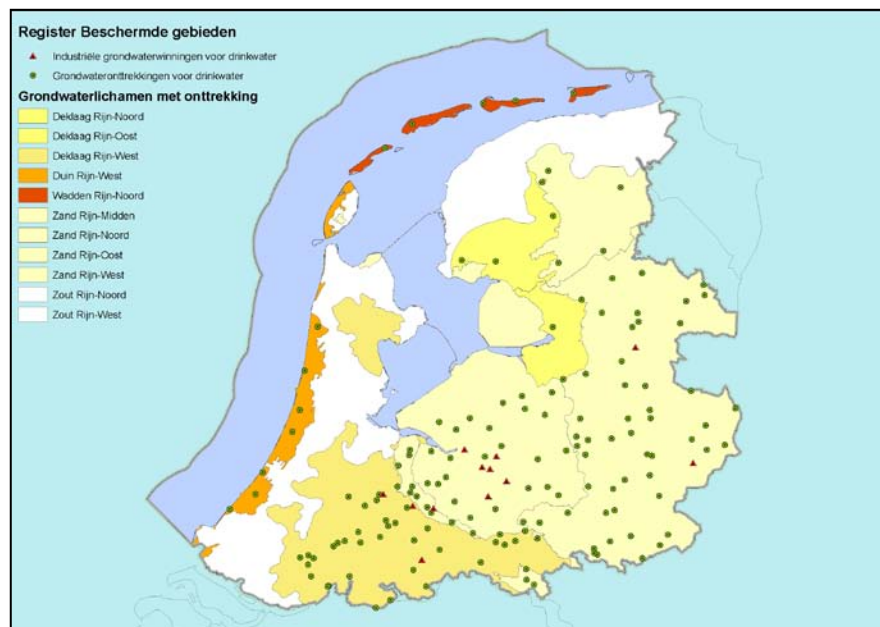 Register Beschermde gebieden
Industriële grondwaterwinningen voor drinkwater
Grondwateronttrekkingen voor drinkwater
Grondwaterlichamen met onttrekking
Deklaag Rijn-Noord
Deklaag Rijn-Oost
Deklaag Rijn-West
Duin Rijn-West
Wadden Rijn-Noord
Zand Rijn-Midden
Zand Rijn-Noord
Zand Rijn-Oost
Zand Rijn-West
Zout Rijn-Noord
Zout Rijn-West